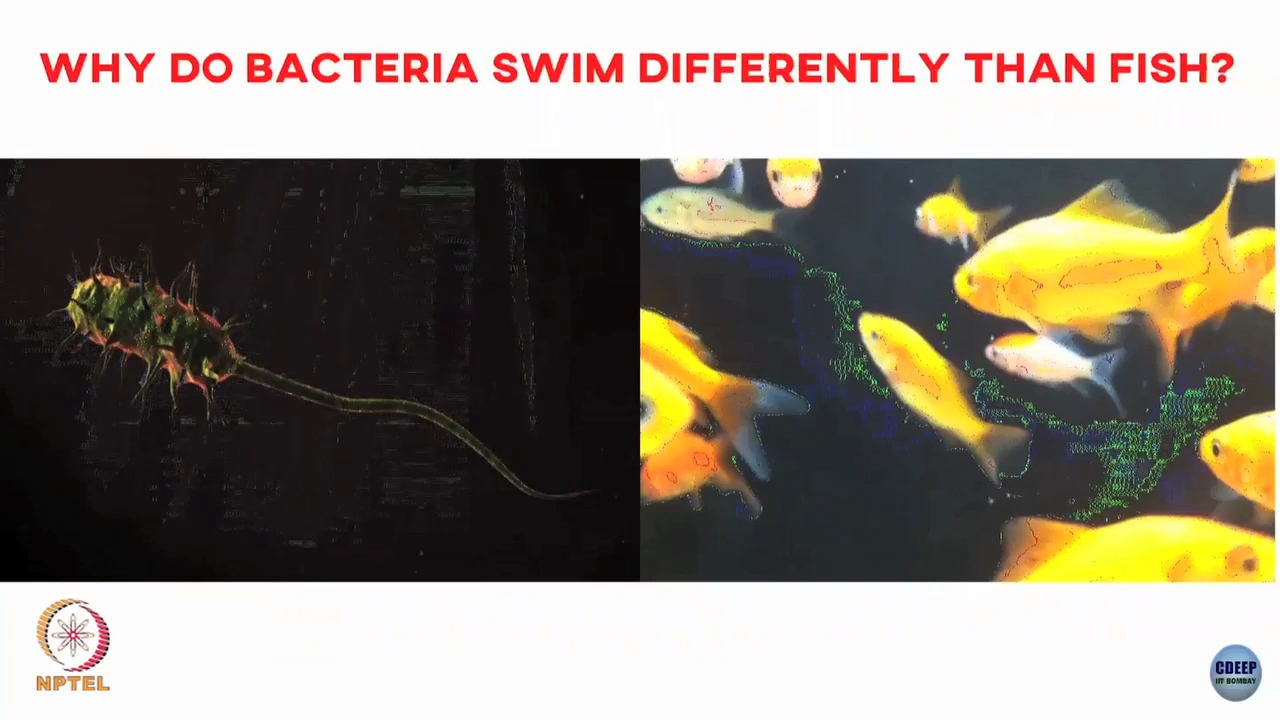 WHY DO BACTERIA SWIM DIFFERENTLY THAN FISH?
NPTEL
CDEEP
IIT BOMBAY